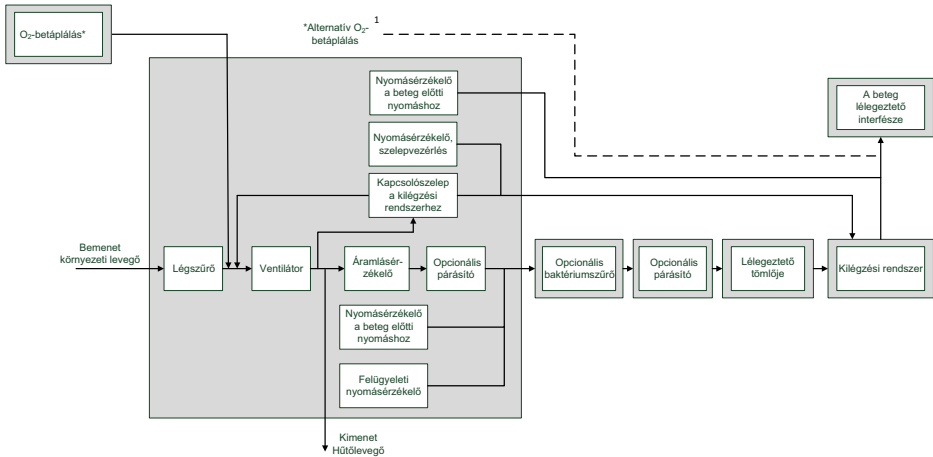 O₂-betáplálás*
*Alternatív O₂- 1
betáplálás
Nyomásérzékelő
a beteg előtti
nyomáshoz
A beteg
lélegeztető
interfésze
Nyomásérzékelő,
szelepvezérlés
Kapcsolószelep
a kilégzési
rendszerhez
Bemenet
környezeti levegő
Légszűrő
Ventilátor
Áramlásér-
zékelő
Opcionális
párásító
Opcionális
baktériumszűrő
Opcionális
párásító
Lélegeztető
tömlője
Kilégzési rendszer
Nyomásérzékelő
a beteg előtti
nyomáshoz
Felügyeleti
nyomásérzékelő
Kimenet
Hűtőlevegő